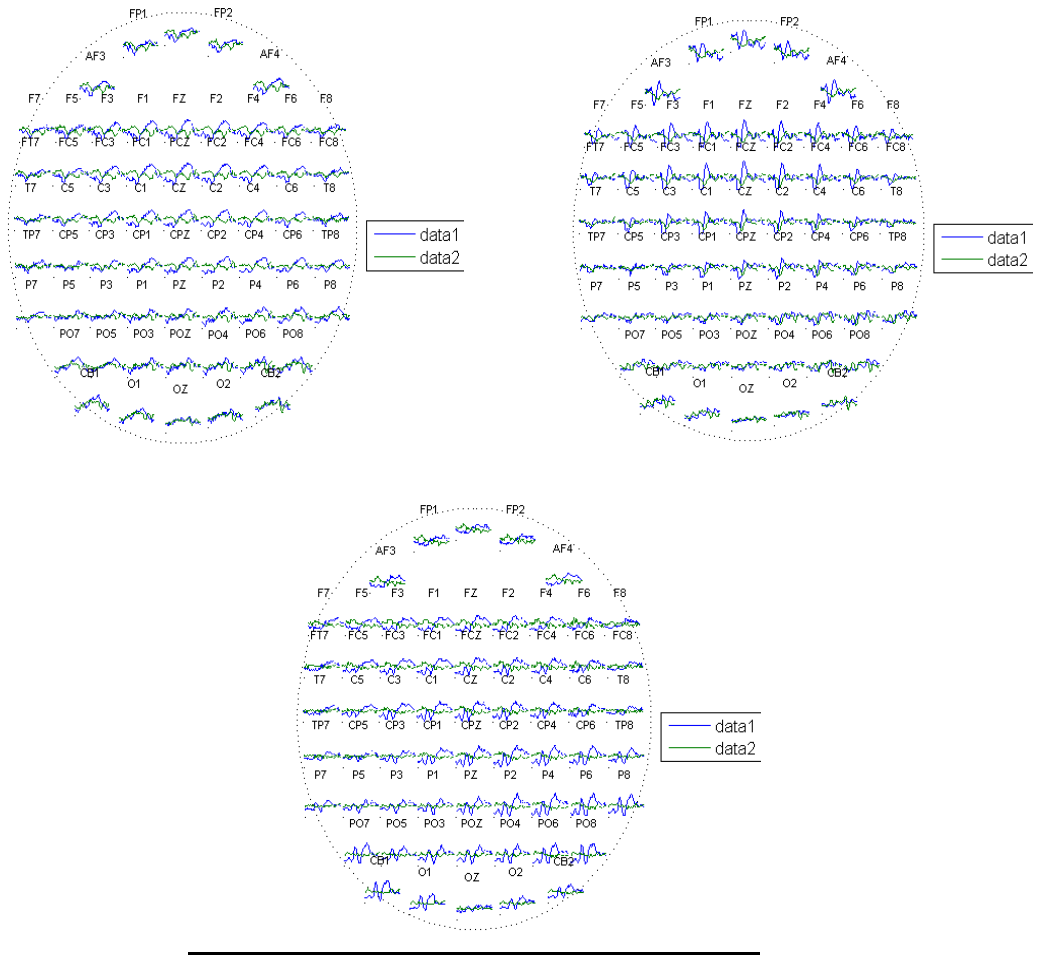 FP1 FP2
AF3 AF4
F7 F5 F3 F1 FZ F2 F4 F6 F8
FT7 FC5 FC3 FC1 FCZ FC2 FC4 FC6 FC8
T7 C5 C3 C1 CZ C2 C4 C6 T8
TP7 CP5 CP3 CP1 CPZ CP2 CP4 CP6 TP8
P7 P5 P3 P1 PZ P2 P4 P6 P8
PO7 PO5 PO3 POZ PO4 PO6 PO8
CB1 O1 OZ O2 CB2
data1
data2
FP1 FP2
AF3 AF4
F7 F5 F3 F1 FZ F2 F4 F6 F8
FT7 FC5 FC3 FC1 FCZ FC2 FC4 FC6 FC8
T7 C5 C3 C1 CZ C2 C4 C6 T8
TP7 CP5 CP3 CP1 CPZ CP2 CP4 CP6 TP8
P7 P5 P3 P1 PZ P2 P4 P6 P8
PO7 PO5 PO3 POZ PO4 PO6 PO8
CB1 O1 OZ O2 CB2
data1
data2
FP1 FP2
AF3 AF4
F7 F5 F3 F1 FZ F2 F4 F6 F8
FT7 FC5 FC3 FC1 FCZ FC2 FC4 FC6 FC8
T7 C5 C3 C1 CZ C2 C4 C6 T8
TP7 CP5 CP3 CP1 CPZ CP2 CP4 CP6 TP8
P7 P5 P3 P1 PZ P2 P4 P6 P8
PO7 PO5 PO3 POZ PO4 PO6 PO8
CB1 O1 OZ O2 CB2
data1
data2